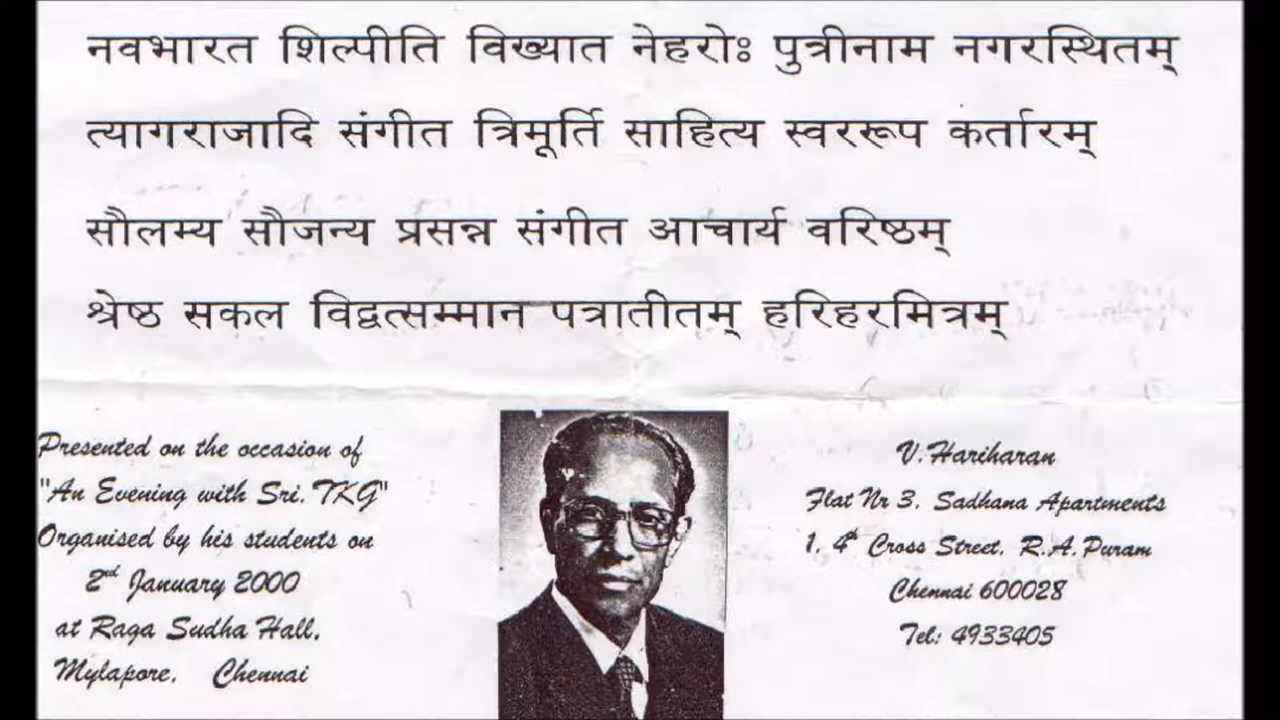 नवभारत शिल्पीति विख्यात नेहरोः पुत्रीनाम नगरस्थितम्
त्यागराजादि संगीत त्रिमूर्ति साहित्य स्वररूप कर्तारम्
सौलम्य सौजन्य प्रसन्न संगीत आचार्य वरिष्ठम्
श्रेष्ठ सकल विद्वत्सम्मान पत्रातीतम् हरिहरमित्रम्
Presented on the occasion of
"An Evening with Sri. TKG"
Organised by his students on
2nd January 2000
at Raga Sudha Hall,
Mylapore, Chennai
V.Hariharan
Flat Nr 3, Sadhana Apartments
1, 4th Cross Street, R.A.Puram
Chennai 600028
Tel: 4933405